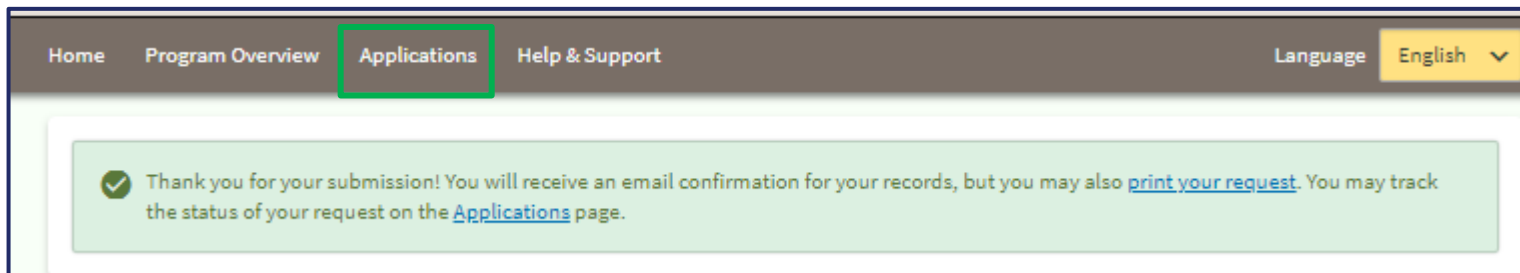 Home Program Overview Applications Help & Support Language English
Thank you for your submission! You will receive an email confirmation for your records, but you may also print your request. You may track
the status of your request on the Applications page.